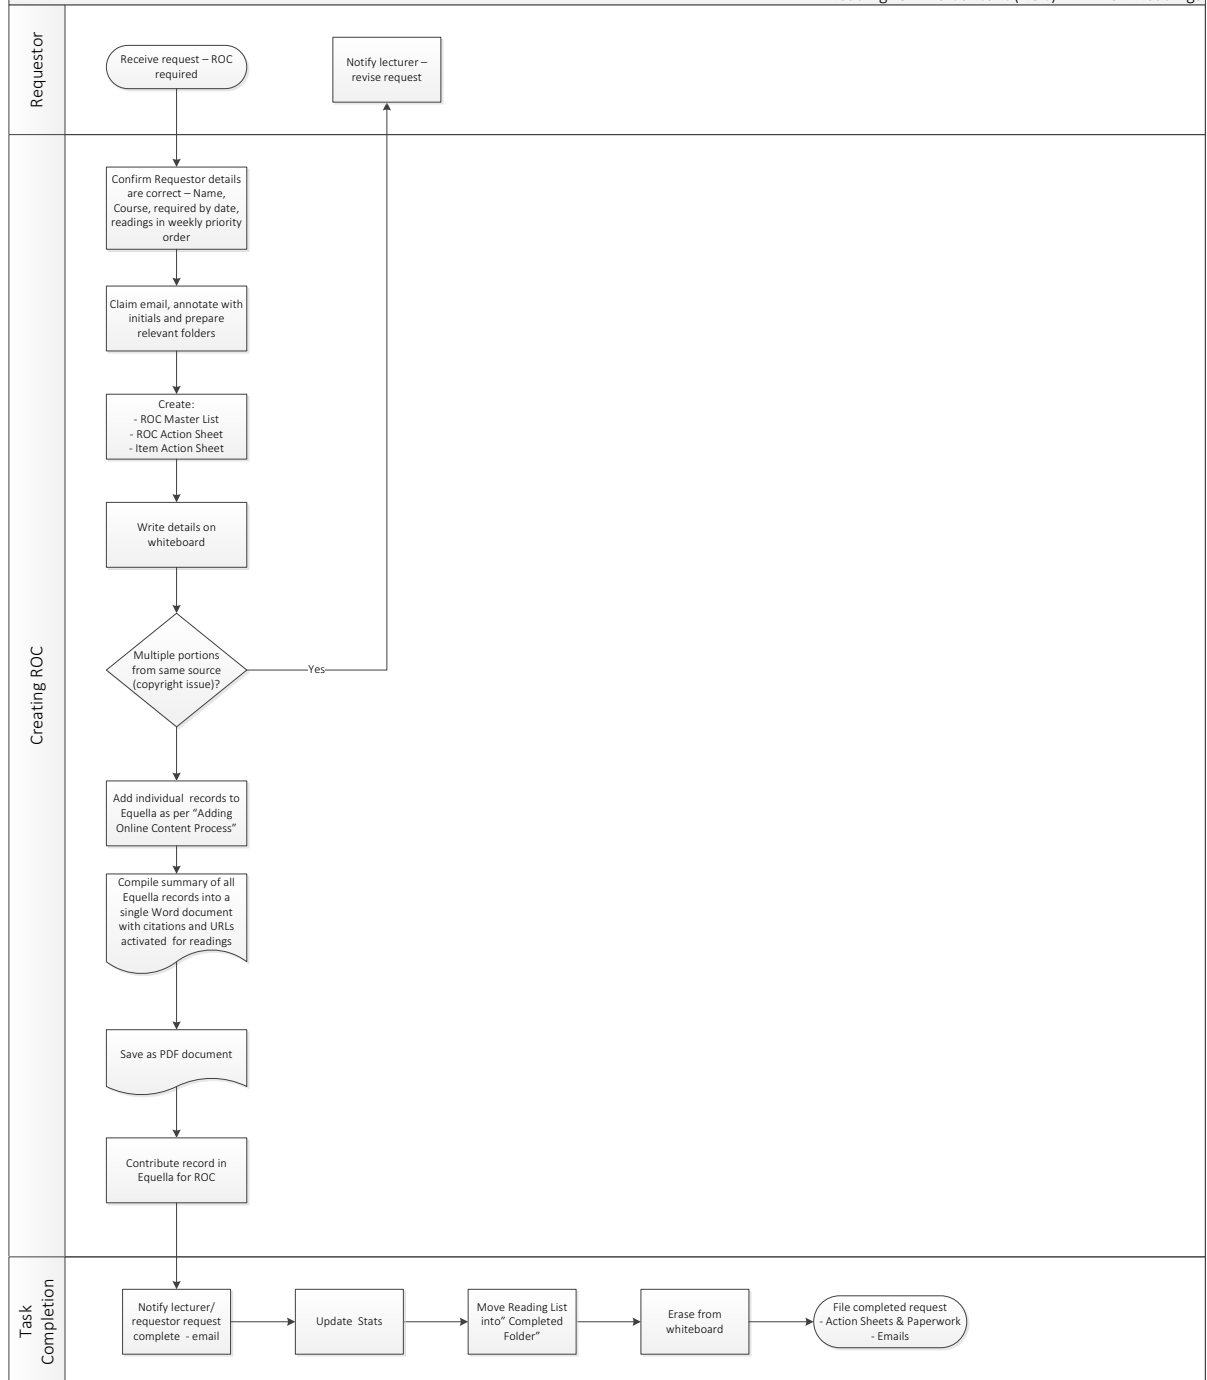 Requestor
Receive request – ROC
required
Notify lecturer –
revise request
Creating ROC
Confirm Requestor details
are correct – Name,
Course, required by date,
readings in weekly priority
order
Claim email, annotate with
initials and prepare
relevant folders
Create:
- ROC Master List
- ROC Action Sheet
- Item Action Sheet
Write details on
whiteboard
Multiple portions
from same source
(copyright issue)?
Yes
Add individual  records to
Equella as per “Adding
Online Content Process”
Compile summary of all
Equella records into a
single Word document
with citations and URLs
activated  for readings
Save as PDF document
Contribute record in
Equella for ROC
Task
Completion
Notify lecturer/
requestor request
complete  - email
Update  Stats
Move Reading List
into” Completed
Folder”
Erase from
whiteboard
File completed request
- Action Sheets & Paperwork
- Emails